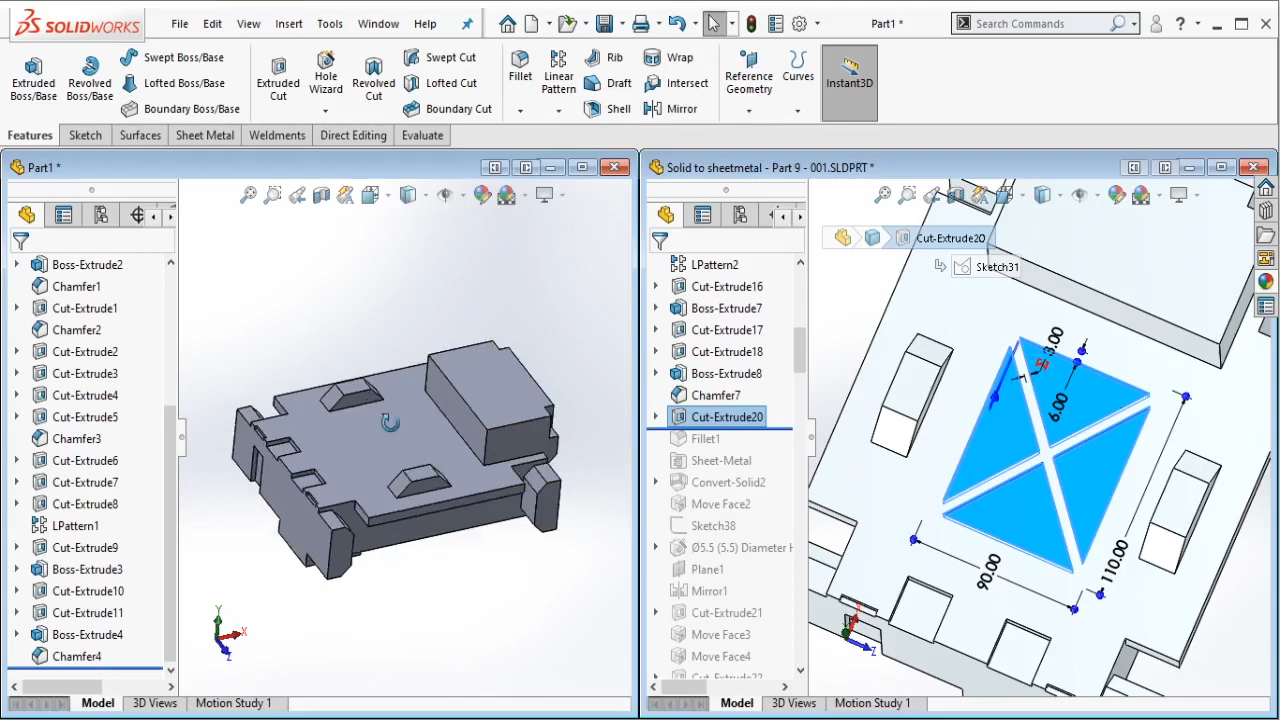 SOLIDWORKS File Edit View Insert Tools Window Help Part1 * Search Commands ?
Extruded Boss/Base
Revolved Boss/Base
Swept Boss/Base
Lofted Boss/Base
Boundary Boss/Base
Extruded Cut
Hole Wizard
Revolved Cut
Swept Cut
Lofted Cut
Boundary Cut
Fillet
Linear Pattern
Rib
Draft
Shell
Wrap
Intersect
Mirror
Reference Geometry
Curves
Instant3D
Features Sketch Surfaces Sheet Metal Weldments Direct Editing Evaluate
Part1 *
Boss-Extrude2
Chamfer1
Cut-Extrude1
Chamfer2
Cut-Extrude2
Cut-Extrude3
Cut-Extrude4
Cut-Extrude5
Chamfer3
Cut-Extrude6
Cut-Extrude7
Cut-Extrude8
LPattern1
Cut-Extrude9
Boss-Extrude3
Cut-Extrude10
Cut-Extrude11
Boss-Extrude4
Chamfer4
Y
X
Z
Model 3D Views Motion Study 1
Solid to sheetmetal - Part 9 - 001.SLDPRT *
LPattern2
Cut-Extrude16
Boss-Extrude7
Cut-Extrude17
Cut-Extrude18
Boss-Extrude8
Chamfer7
Cut-Extrude20
Fillet1
Sheet-Metal
Convert-Solid2
Move Face2
Sketch38
Ø5.5 (5.5) Diameter H
Plane1
Mirror1
Cut-Extrude21
Move Face3
Move Face4
Cut-Extrude22
Cut-Extrude20
Sketch31
3.00
6.00
90.00
110.00
Z
Model 3D Views Motion Study 1